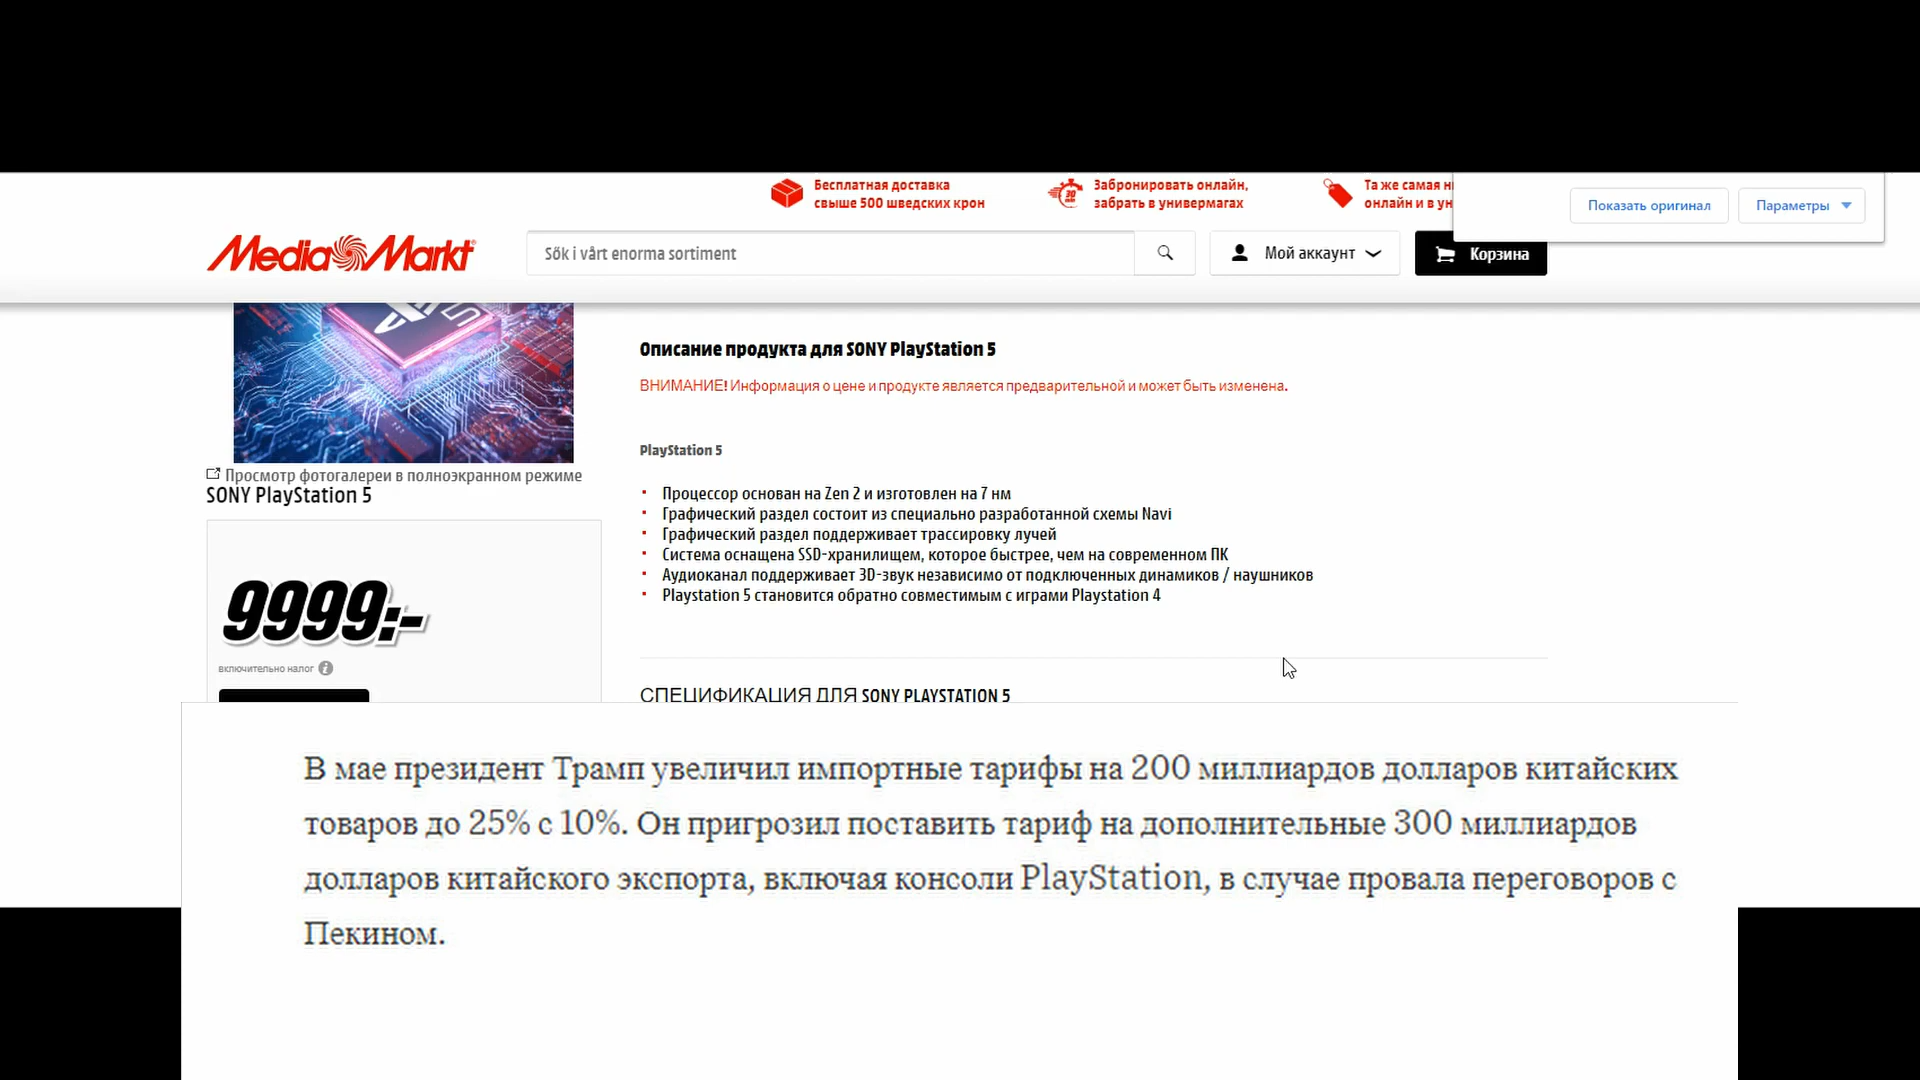 Бесплатная доставка
свыше 500 шведских крон
Забронировать онлайн,
забрать в универмагах
Та же самая
онлайн и в
Показать оригинал
Параметры
MediaMarkt
Sök i vårt enorma sortiment
Мой аккаунт
Корзина
Просмотр фотогалереи в полноэкранном режиме
SONY PlayStation 5
9999:-
включительно налог
Описание продукта для SONY PlayStation 5
ВНИМАНИЕ! Информация о цене и продукте является предварительной и может быть изменена.
PlayStation 5
Процессор основан на Zen 2 и изготовлен на 7 нм
Графический раздел состоит из специально разработанной схемы Navi
Графический раздел поддерживает трассировку лучей
Система оснащена SSD-хранилищем, которое быстрее, чем на современном ПК
Аудиоканал поддерживает 3D-звук независимо от подключенных динамиков / наушников
Playstation 5 становится обратно совместимым с играми Playstation 4
СПЕЦИФИКАЦИЯ ДЛЯ SONY PLAYSTATION 5
В мае президент Трамп увеличил импортные тарифы на 200 миллиардов долларов китайских
товаров до 25% с 10%. Он пригрозил поставить тариф на дополнительные 300 миллиардов
долларов китайского экспорта, включая консоли PlayStation, в случае провала переговоров с
Пекином.